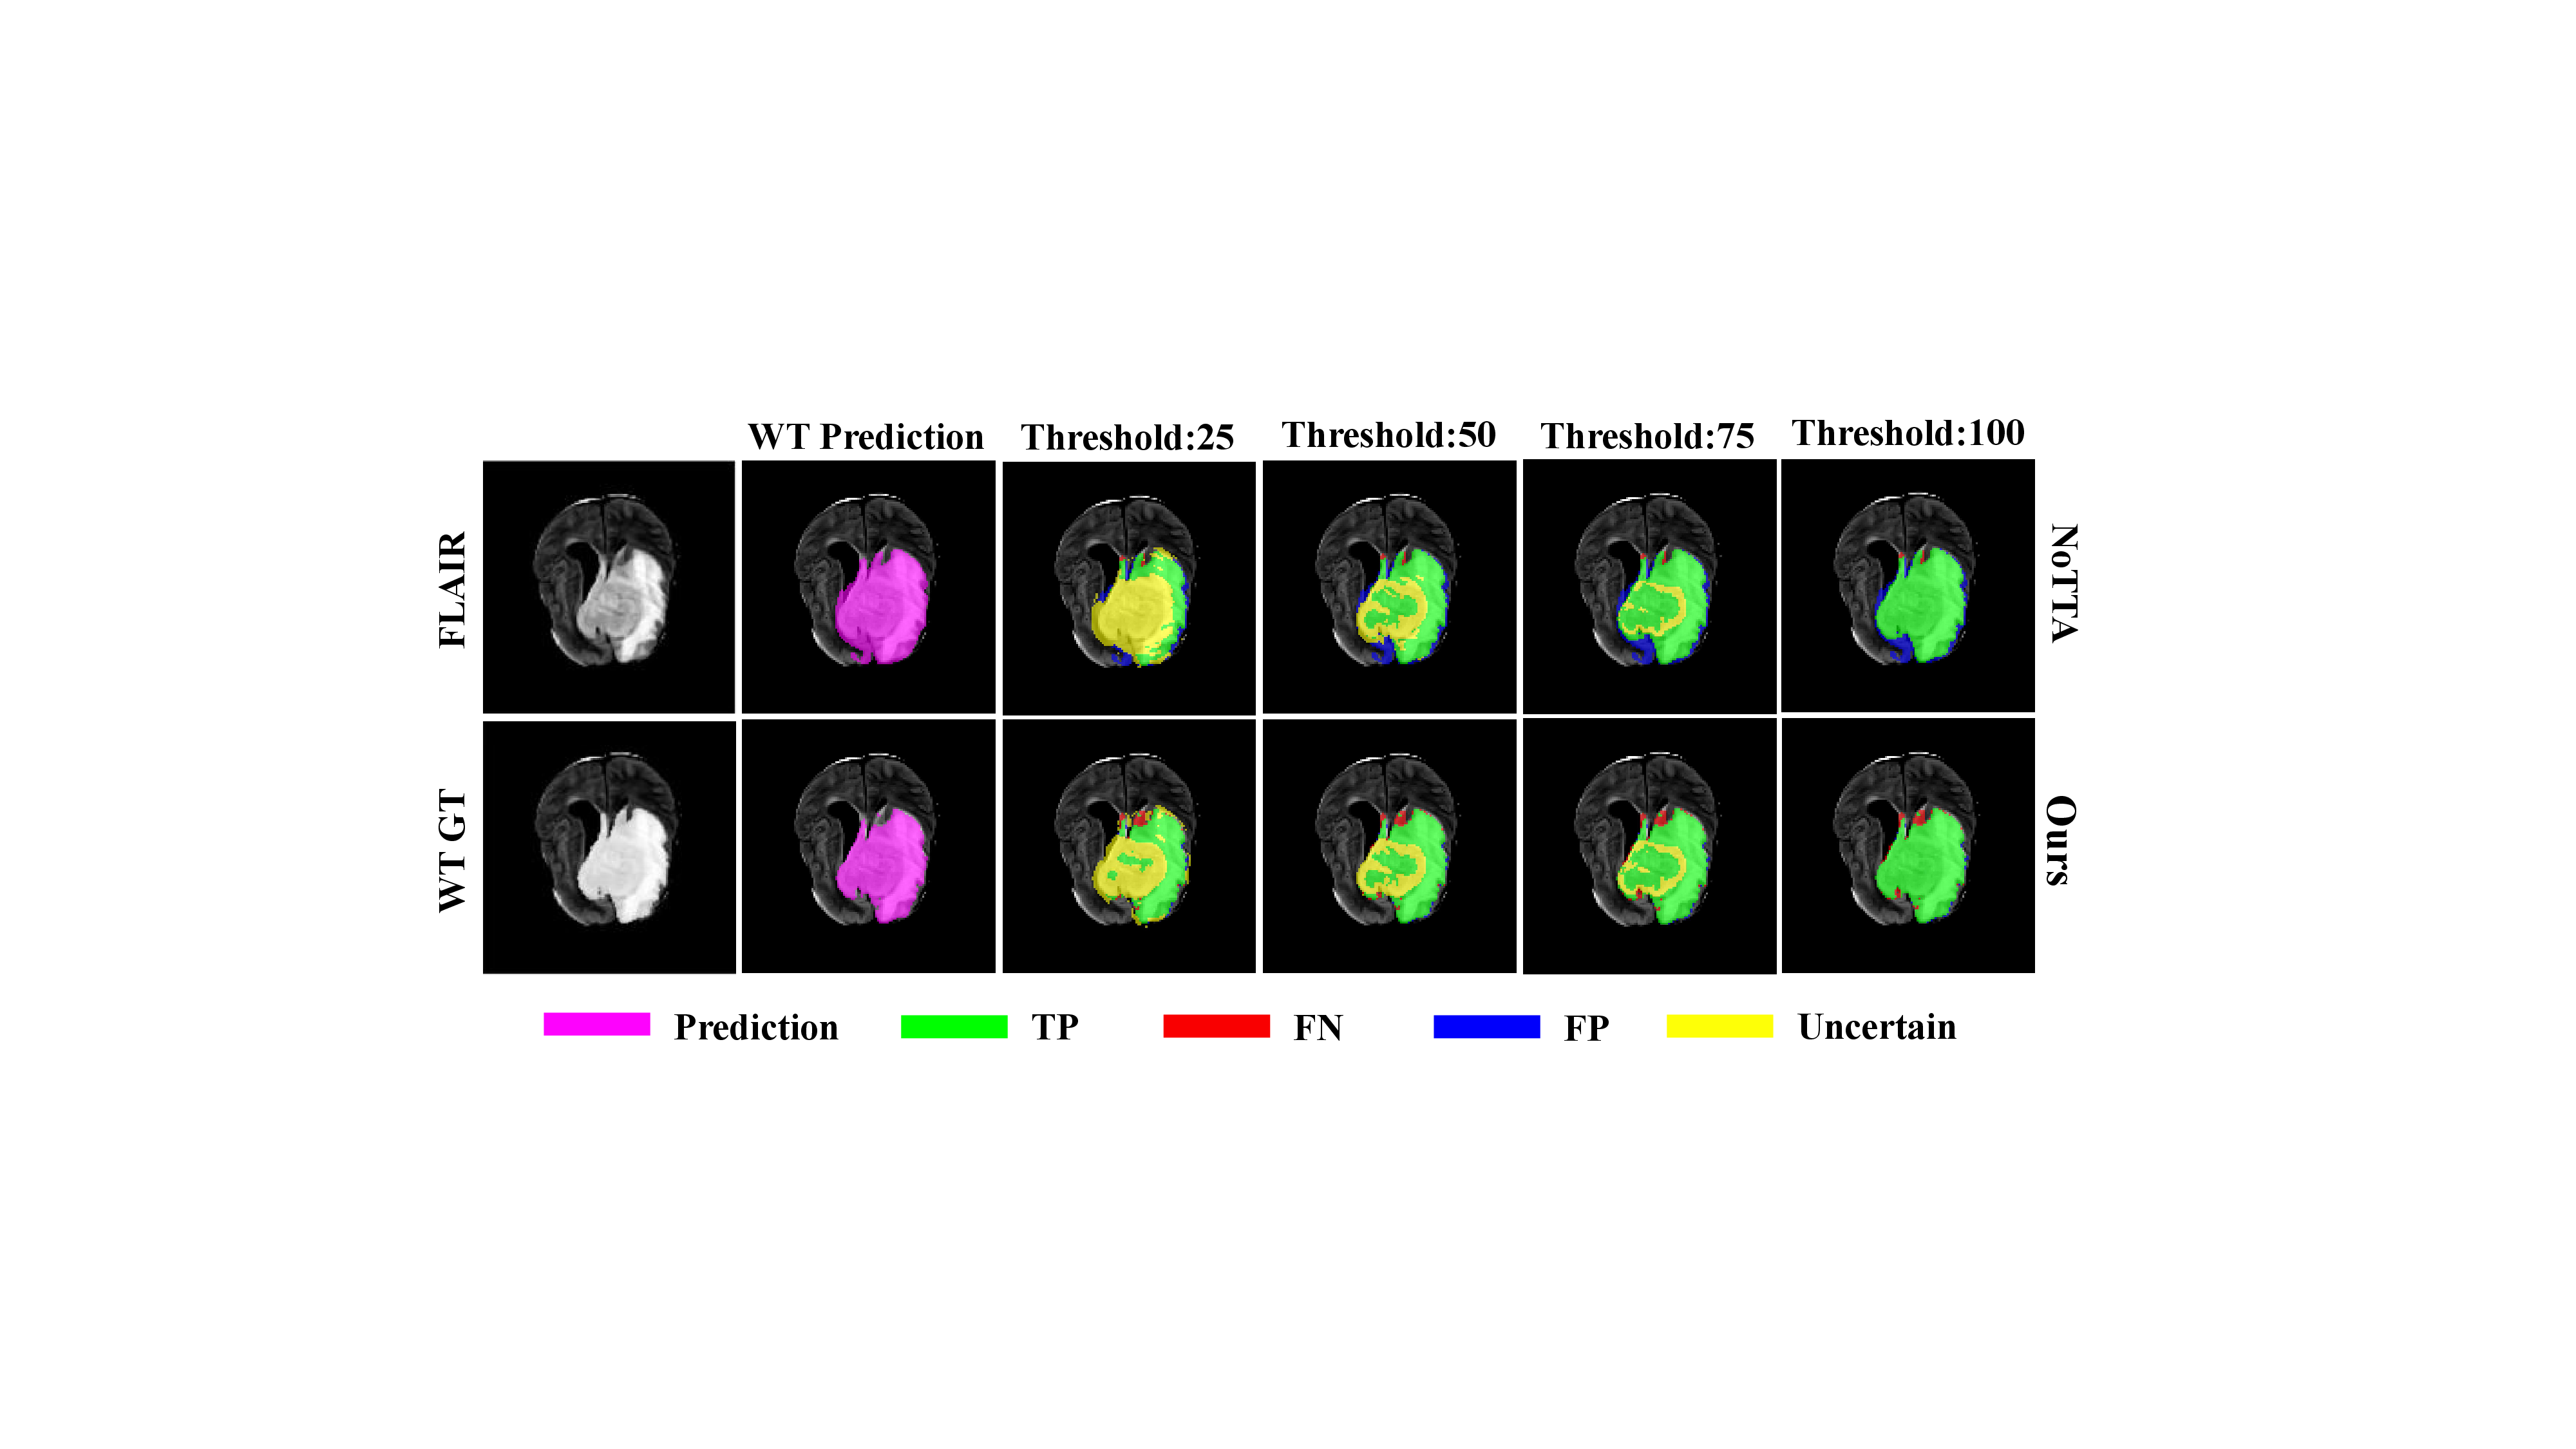 WT Prediction
Threshold:25
Threshold:50
Threshold:75
Threshold:100
FLAIR
NoTTA
WT GT
Ours
Prediction
TP
FN
FP
Uncertain